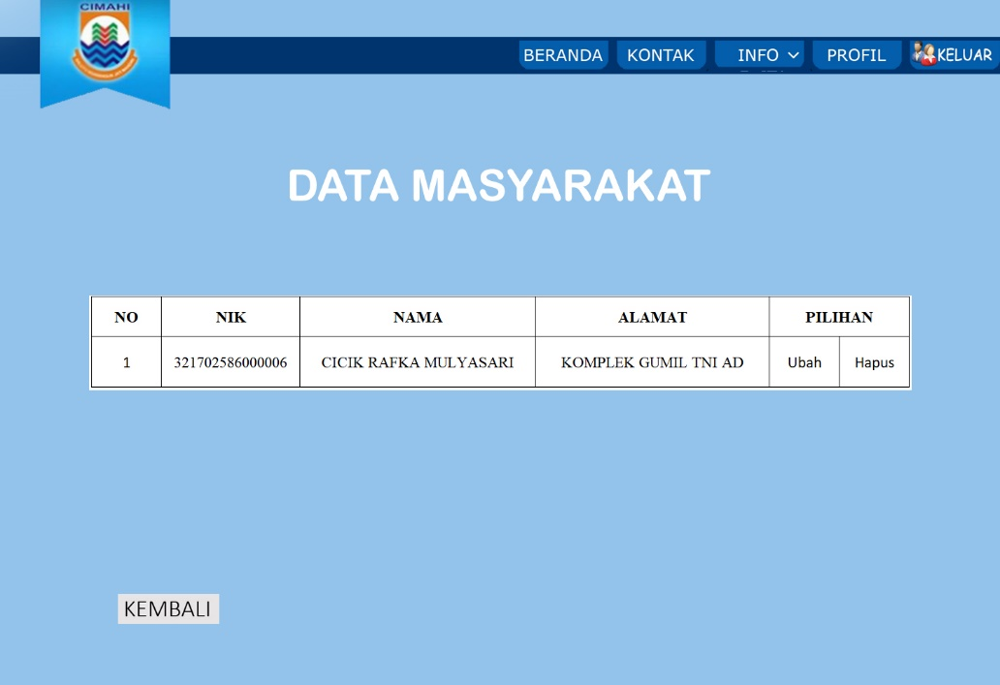 CIMAHI
BERANDA KONTAK INFO PROFIL KELUAR
DATA MASYARAKAT
NO NIK NAMA ALAMAT PILIHAN
1 321702586000006 CICIK RAFKA MULYASARI KOMPLEK GUMIL TNI AD Ubah Hapus
KEMBALI